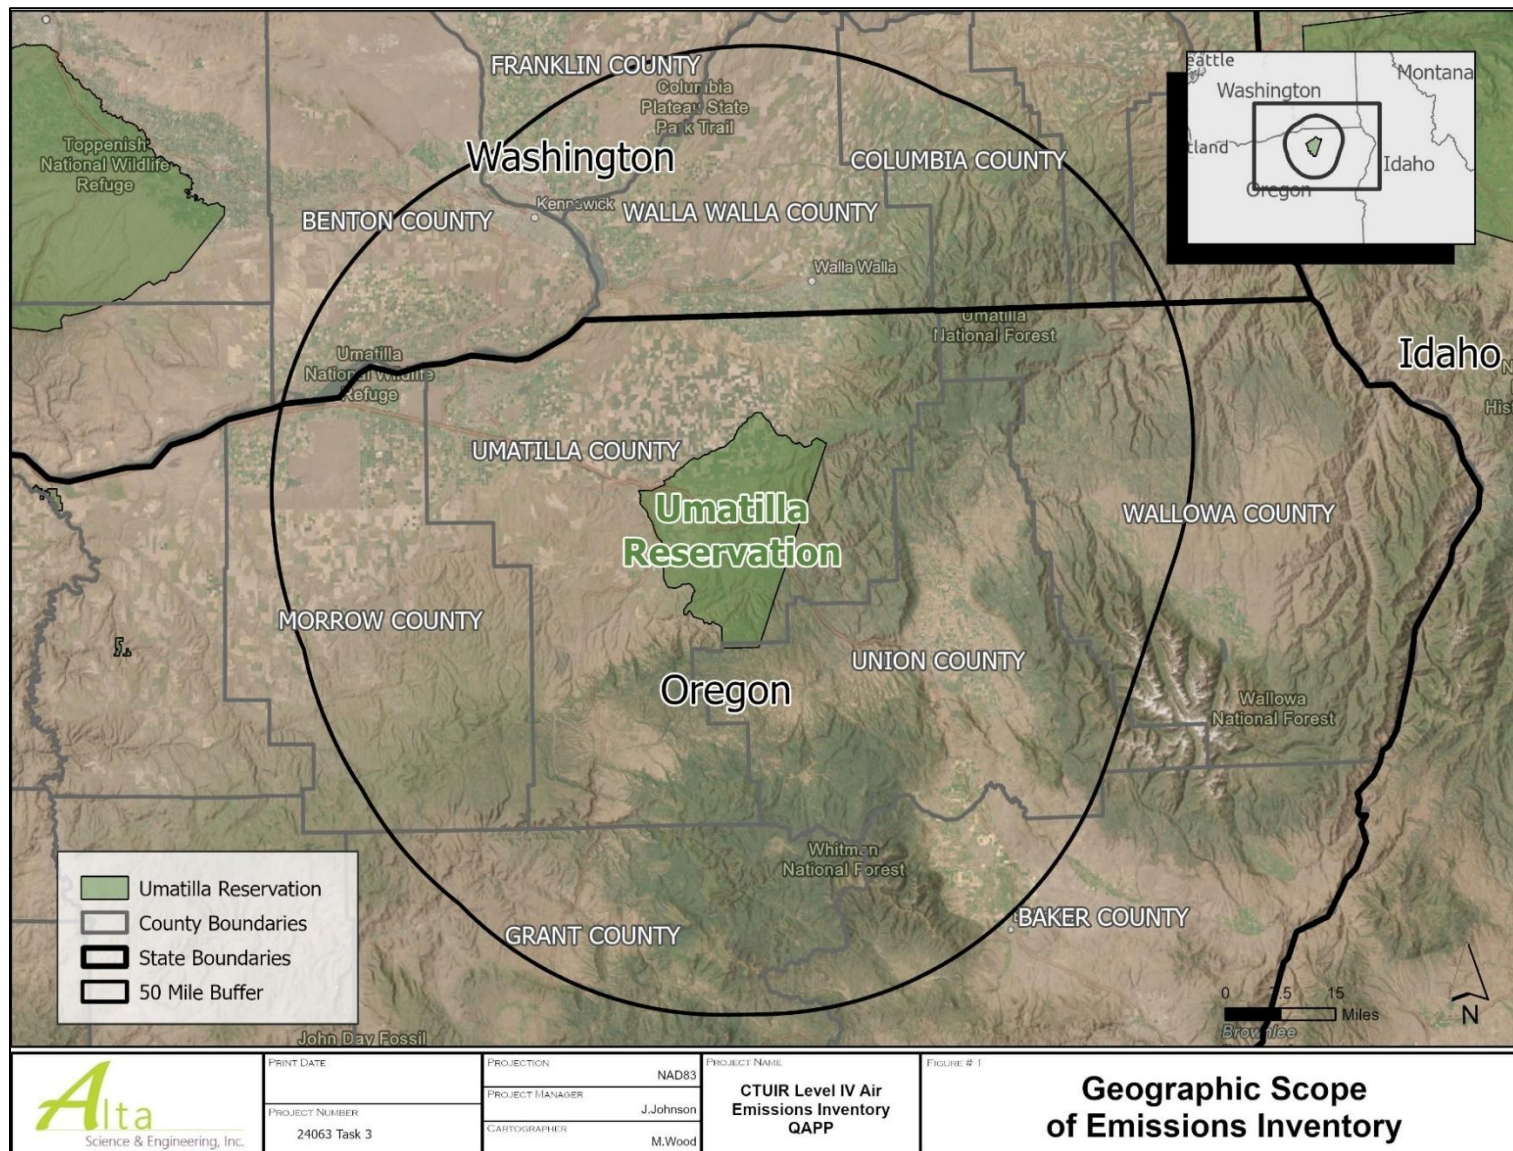 FRANKLIN COUNTY
Columbia
Plateau State
Park Trail
Washington
Toppenish
National Wildlife
Refuge
COLUMBIA COUNTY
BENTON COUNTY
Kennewick
WALLA WALLA COUNTY
Walla Walla
eattle
Montana
Washington
tland
Idaho
Oregon
Umatilla
National Forest
Umatilla
National Wildlife
Refuge
Idaho
N
Hist
UMATILLA COUNTY
Umatilla
Reservation
WALLOWA COUNTY
MORROW COUNTY
UNION COUNTY
Oregon
Wallowa
National Forest
Whitman
National Forest
BAKER COUNTY
GRANT COUNTY
John Day Fossil
Umatilla Reservation
County Boundaries
State Boundaries
50 Mile Buffer
0 7.5 15
Miles
Brownlee
N
Alta
Science & Engineering, Inc.
PRINT DATE
PROJECT NUMBER
24063 Task 3
PROJECTION
NAD83
PROJECT MANAGER
J.Johnson
CARTOGRAPHER
M.Wood
PROJECT NAME
CTUIR Level IV Air
Emissions Inventory
QAPP
FIGURE # 1
Geographic Scope
of Emissions Inventory